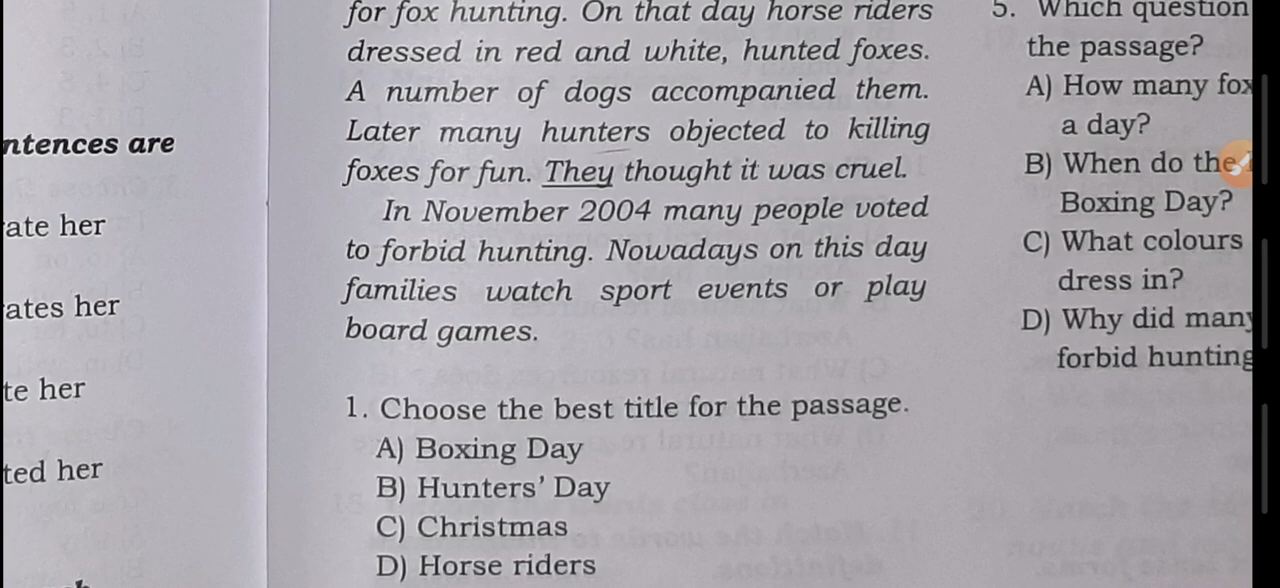 ntences are
ate her
ates her
te her
ted her
for fox hunting. On that day horse riders
dressed in red and white, hunted foxes.
A number of dogs accompanied them.
Later many hunters objected to killing
foxes for fun. They thought it was cruel.
In November 2004 many people voted
to forbid hunting. Nowadays on this day
families watch sport events or play
board games.
1. Choose the best title for the passage.
A) Boxing Day
B) Hunters' Day
C) Christmas
D) Horse riders
5. Which question
the passage?
A) How many fox
a day?
B) When do the
Boxing Day?
C) What colours
dress in?
D) Why did many
forbid hunting